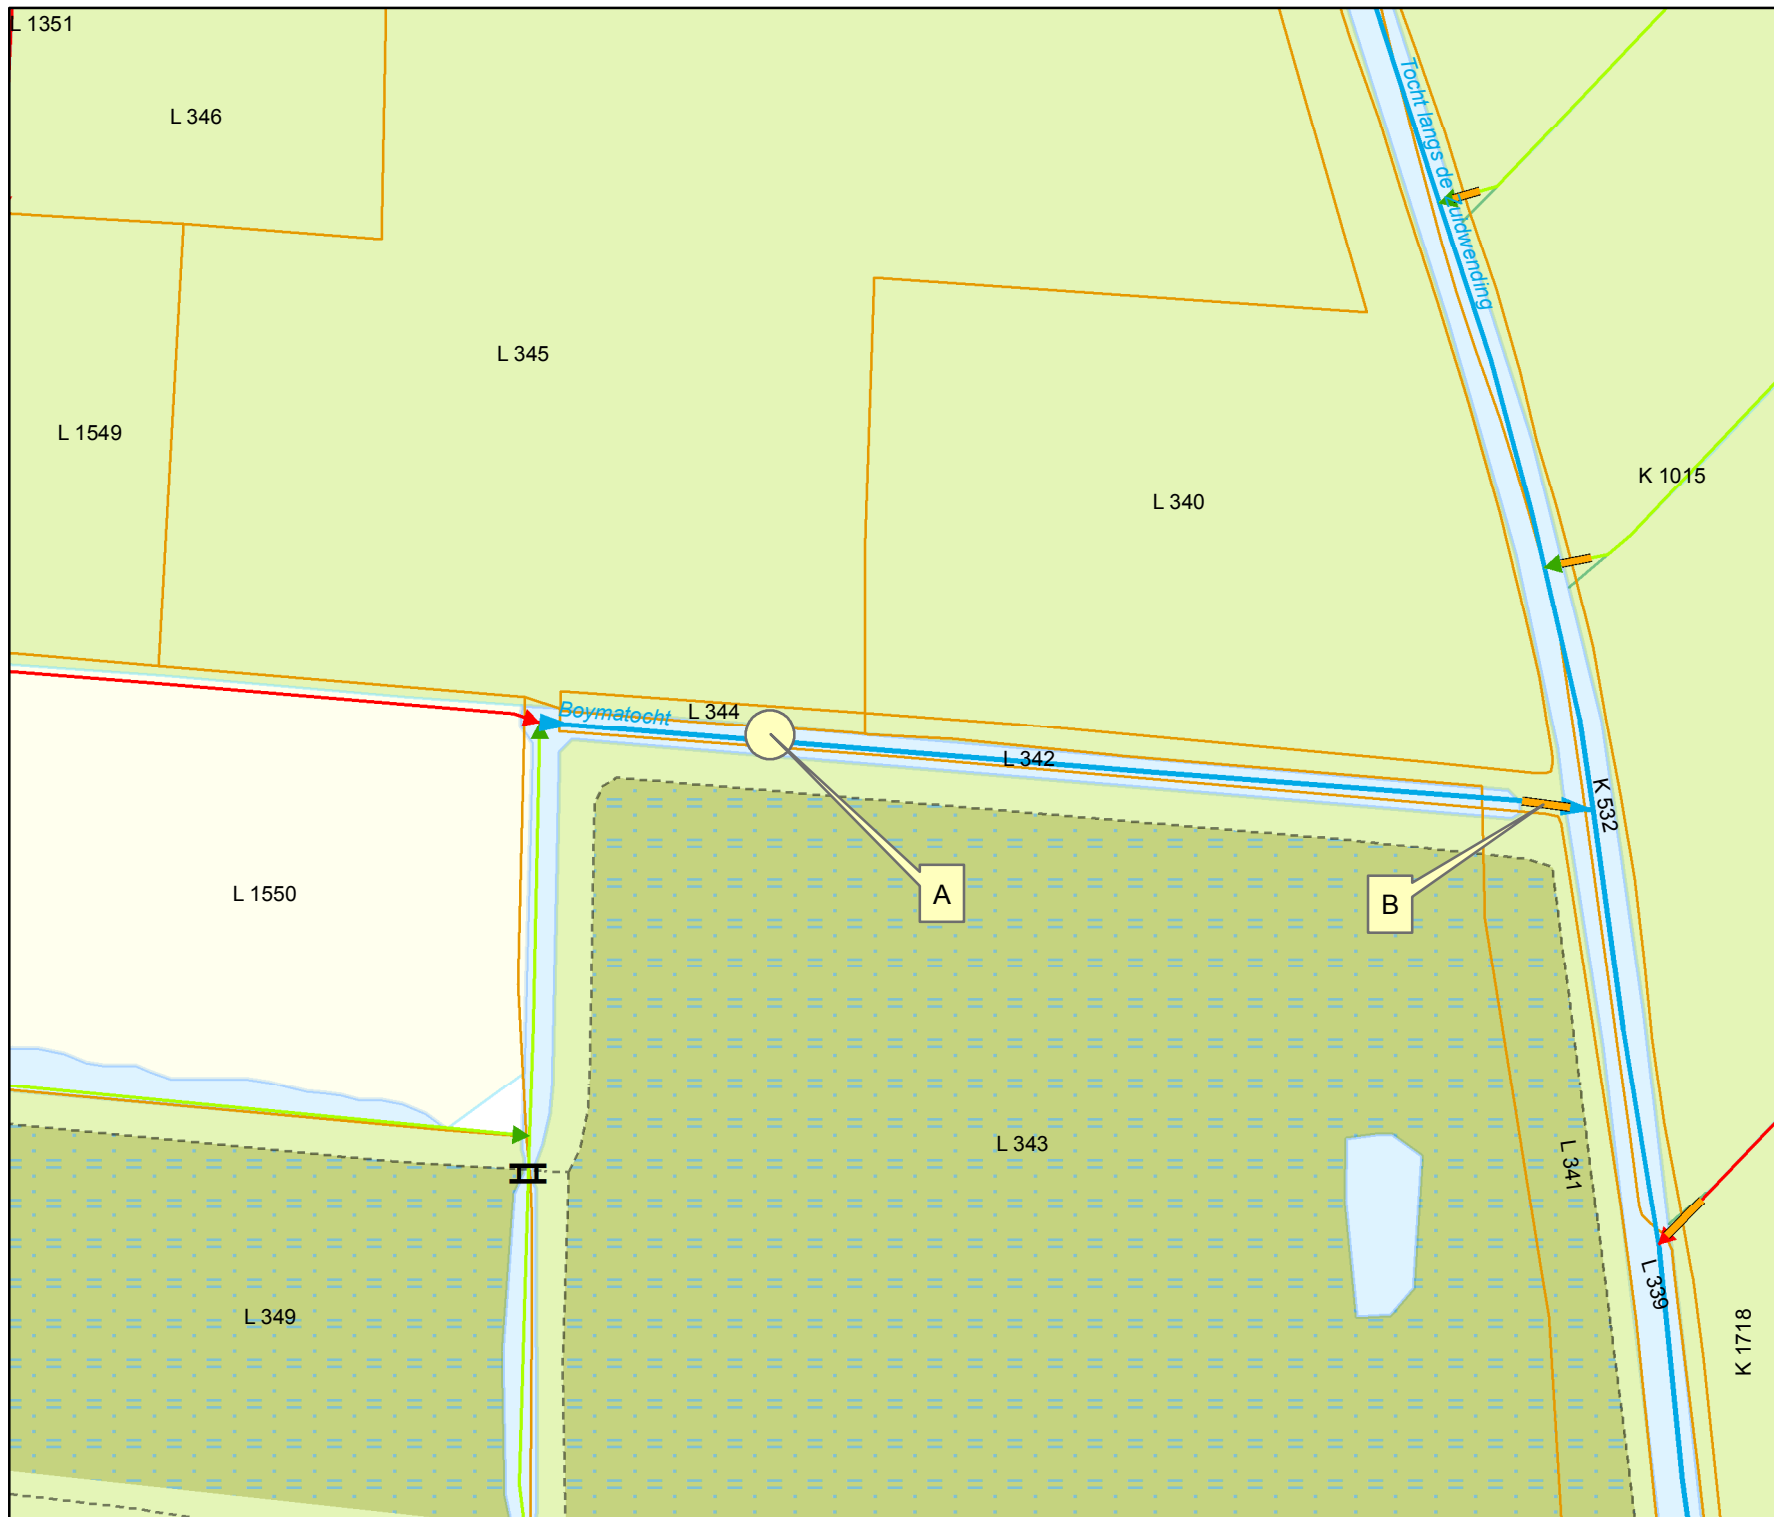 L 1351
L 346
Tocht langs de Zuidwending
L 345
L 1549
K 1015
L 340
Boymatocht
L 344
L 342
K 532
L 1550
A
B
L 343
L 341
L 339
L 349
K 1718